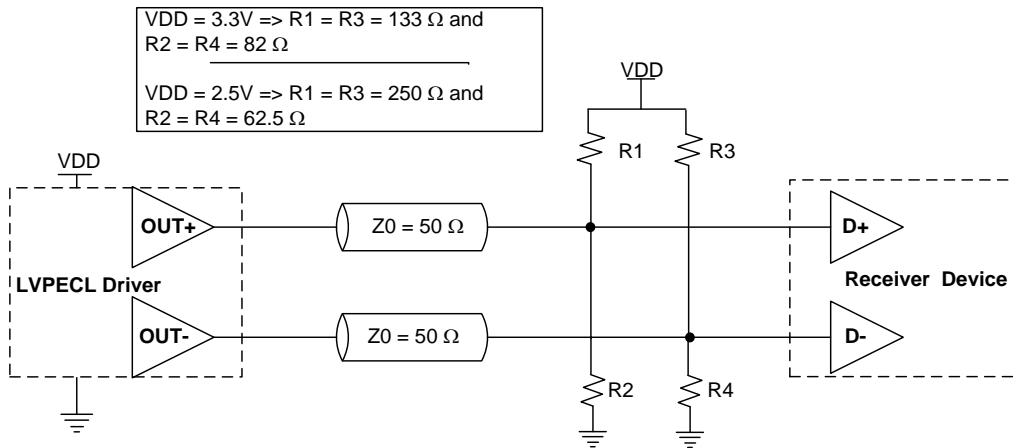 VDD = 3.3V => R1 = R3 = 133 Ω and
R2 = R4 = 82 Ω
VDD = 2.5V => R1 = R3 = 250 Ω and
R2 = R4 = 62.5 Ω
VDD
R1
R3
VDD
OUT+
Z0 = 50 Ω
D+
LVPECL Driver
Receiver Device
OUT-
Z0 = 50 Ω
D-
R2
R4